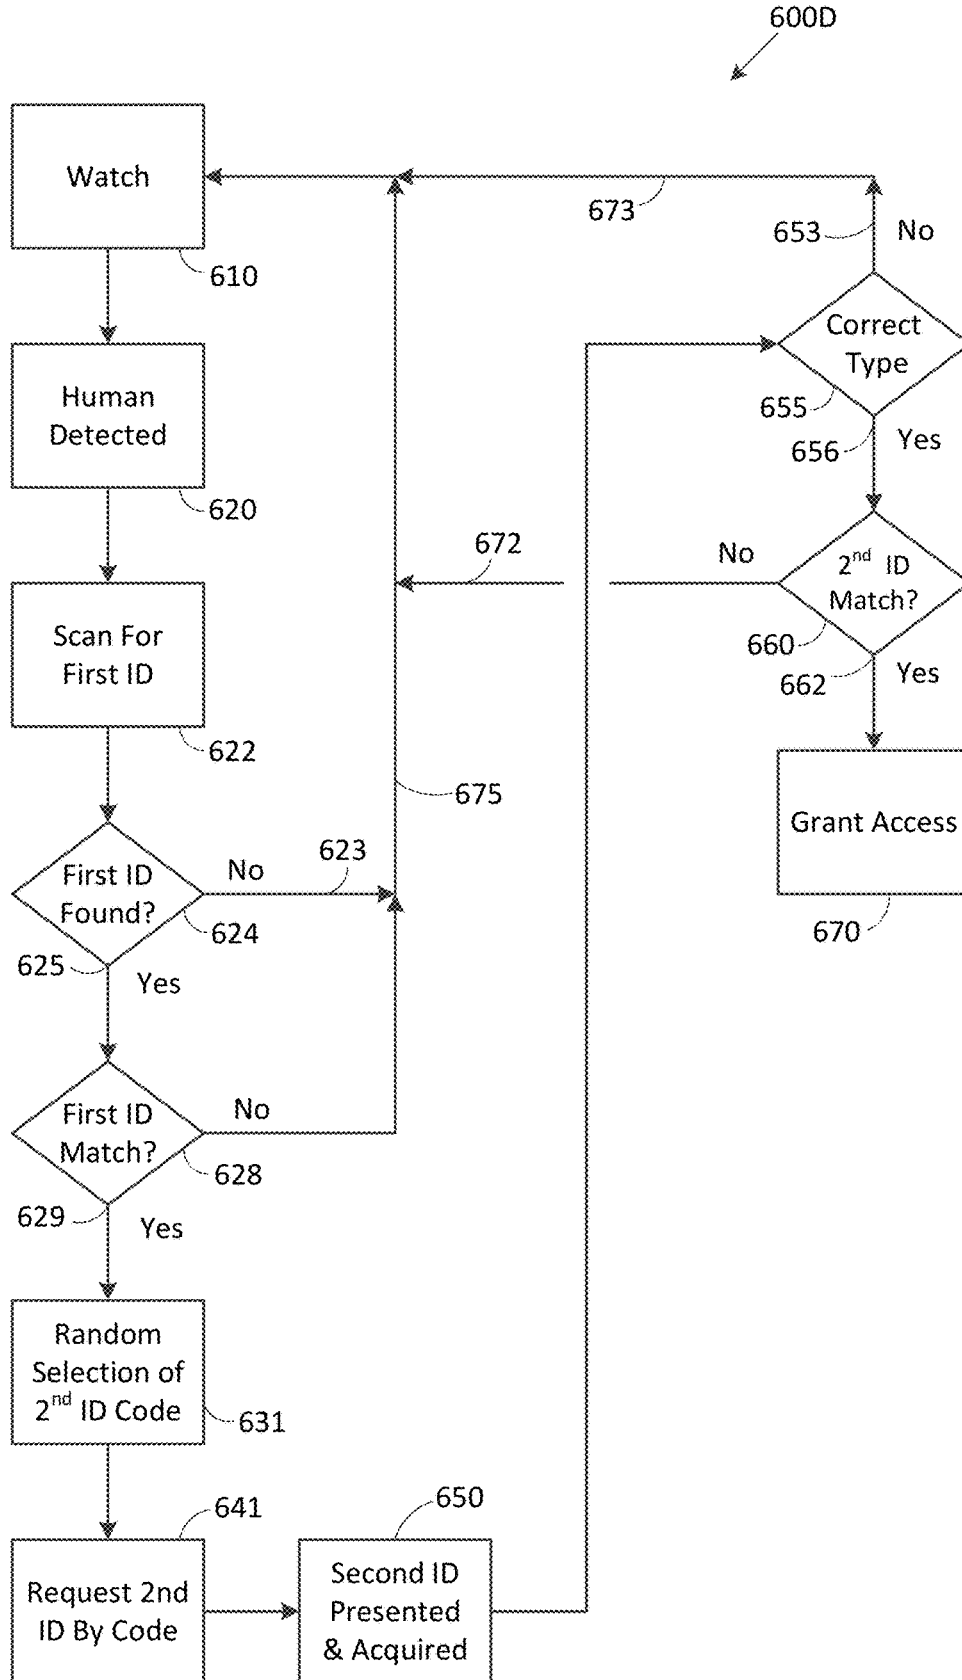 600D
Watch
610
673
653
No
Human
Detected
620
Correct
Type
655
656
Yes
Scan For
First ID
622
672
No
2nd ID
Match?
660
662
Yes
675
Grant Access
670
First ID
Found?
No
623
624
625
Yes
First ID
Match?
No
628
629
Yes
Random
Selection of
2nd ID Code
631
641
Request 2nd
ID By Code
650
Second ID
Presented
& Acquired